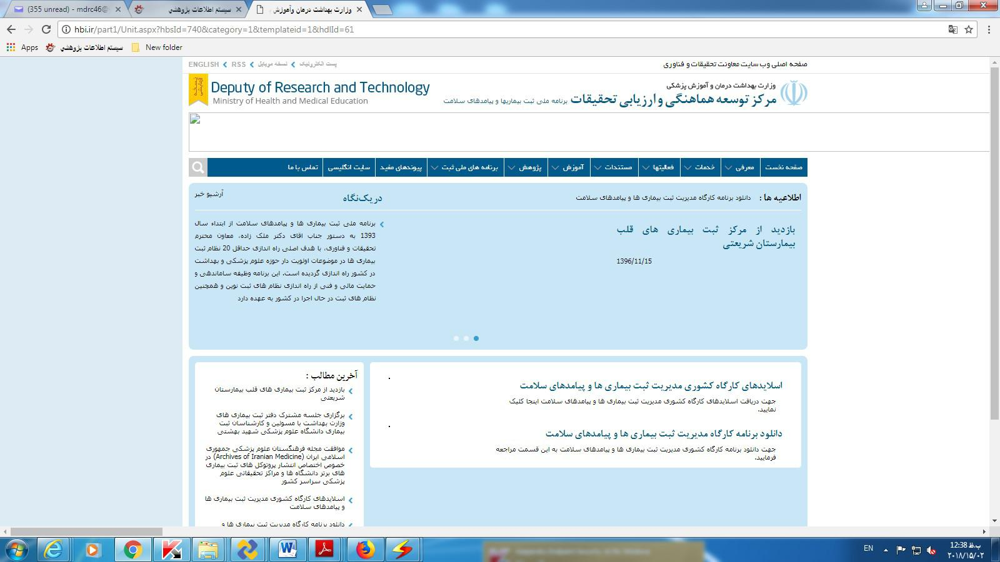 (355 unread) - mdrc46@
سیستم اطلاعات پژوهشي
وزارت بهداشت درمان وآموزش
hbi.ir/part1/Unit.aspx?hbsId=740&category=1&templateid=1&hdlId=61
Apps
سیستم اطلاعات پژوهشي
New folder
صفحه اصلی وب سایت معاونت تحقیقات و فناوری
ENGLISH
RSS
نسخه موبایل
پست الکترونیک
نسخه آزمایشی
Deputy of Research and Technology
Ministry of Health and Medical Education
وزارت بهداشت درمان و آموزش پزشکی
مرکز توسعه هماهنگی و ارزیابی تحقیقات برنامه ملی ثبت بیماریها و پیامدهای سلامت
صفحه نخست
معرفی
خدمات
فعالیتها
مستندات
آموزش
پژوهش
برنامه های ملی ثبت
پیوندهای مفید
سایت انگلیسی
تماس با ما
اطلاعیه ها : دانلود برنامه کارگاه مدیریت ثبت بیماری ها و پیامدهای سلامت
بازدید از مرکز ثبت بیماری های قلب
بیمارستان شریعتی
1396/11/15
در یک نگاه
آرشیو خبر
برنامه ملی ثبت بیماری ها و پیامدهای سلامت از ابتداء سال
1393 به دستور جناب اقای دکتر ملک زاده، معاون محترم
تحقیقات و فناوری، با هدف اصلی راه اندازی حداقل 20 نظام ثبت
بیماری ها در موضوعات اولویت دار حوزه علوم پزشکی و بهداشت
در کشور راه اندازی گردیده است. این برنامه وظیفه ساماندهی و
حمایت مالی و فنی از راه اندازی نظام های ثبت نوین و همچنین
نظام های ثبت در حال اجرا در کشور به عهده دارد
اسلایدهای کارگاه کشوری مدیریت ثبت بیماری ها و پیامدهای سلامت
جهت دریافت اسلایدهای کارگاه کشوری مدیریت ثبت بیماری ها و پیامدهای سلامت اینجا کلیک
نمایید.
دانلود برنامه کارگاه مدیریت ثبت بیماری ها و پیامدهای سلامت
جهت دانلود برنامه کارگاه کشوری مدیریت ثبت بیماری ها و پیامدهای سلامت به این قسمت مراجعه
فرمایید.
آخرین مطالب :
بازدید از مرکز ثبت بیماری های قلب بیمارستان
شریعتی
برگزاری جلسه مشترک دفتر ثبت بیماری های
وزارت بهداشت با مسولین و کارشناسان ثبت
بیماری دانشگاه علوم پزشکی شهید بهشتی
موافقت مجله فرهنگستان علوم پزشکی جمهوری
اسلامی ایران (Archives of Iranian Medicine) در
خصوص اختصاص انتشار پروتوکل های ثبت بیماری
های برتر دانشگاه ها و مراکز تحقیقاتی علوم
پزشکی سراسر کشور
اسلایدهای کارگاه کشوری مدیریت ثبت بیماری ها
و پیامدهای سلامت
دانلود برنامه کارگاه مدیریت ثبت بیماری ها و
EN
12:38 ب.ظ
۲۰۱۸/۱۵/۰۲